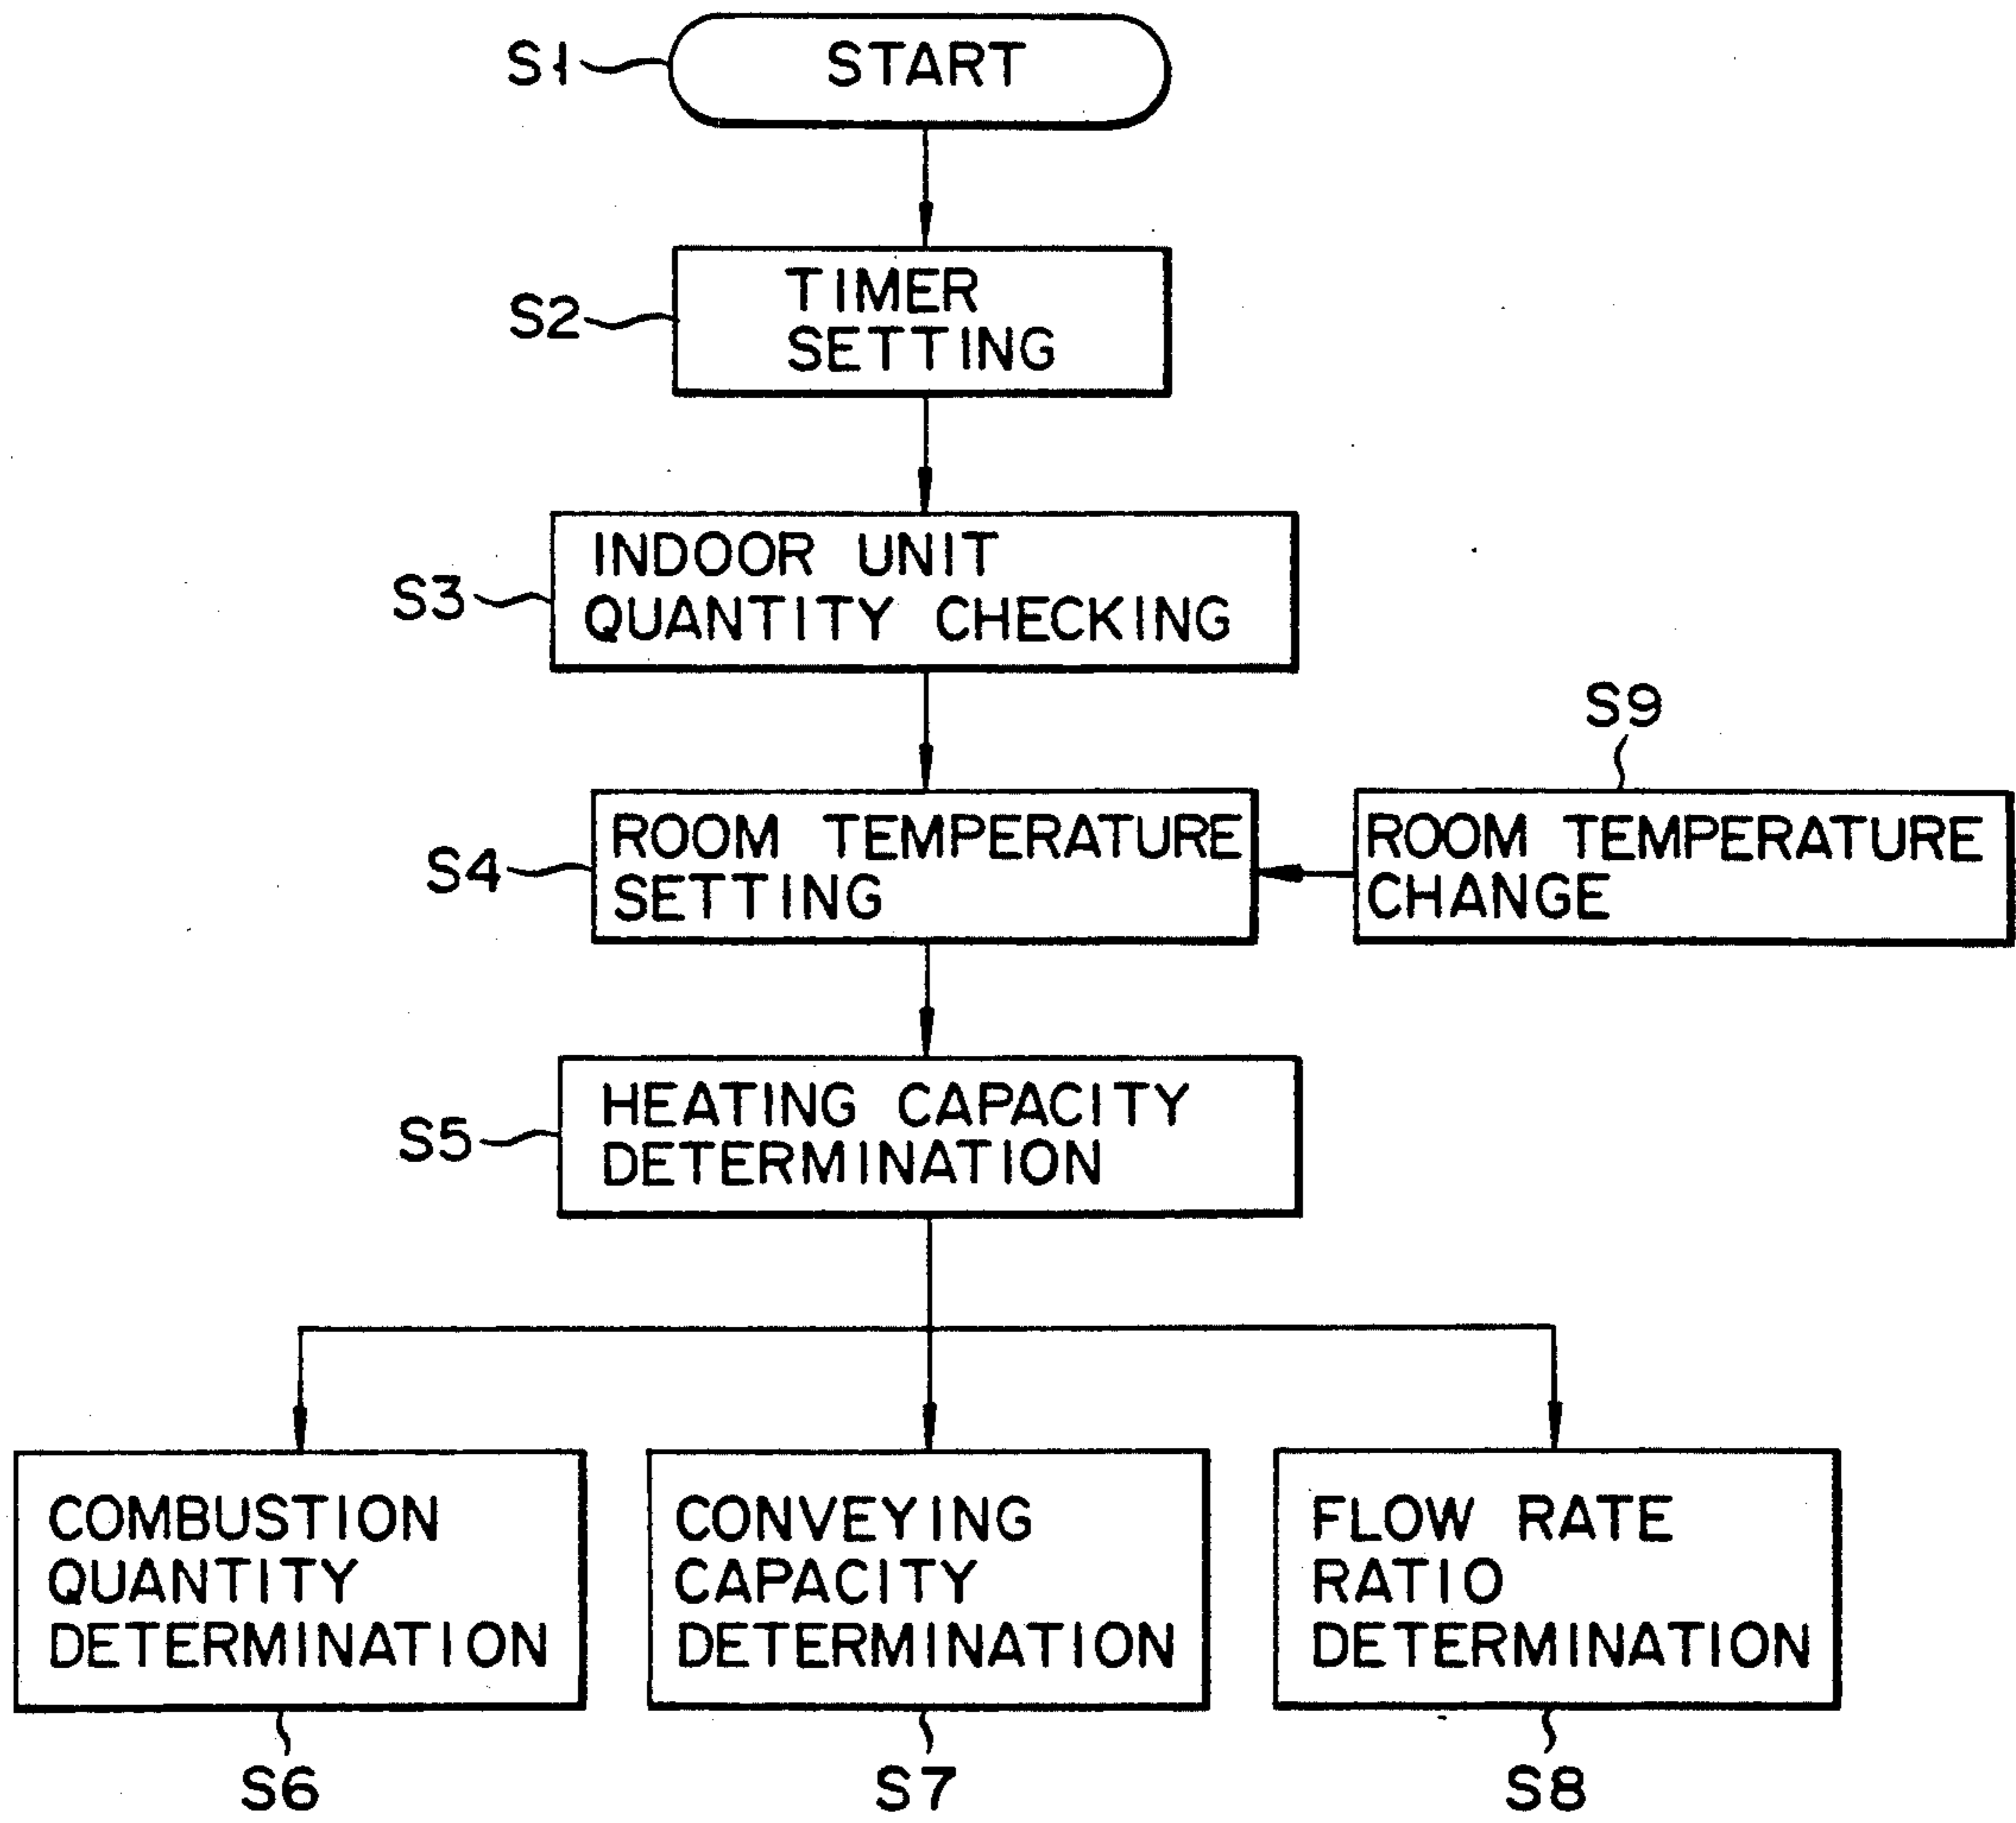 S1
START
S2
TIMER
SETTING
S3
INDOOR UNIT
QUANTITY CHECKING
S9
S4
ROOM TEMPERATURE
SETTING
ROOM TEMPERATURE
CHANGE
S5
HEATING CAPACITY
DETERMINATION
COMBUSTION
QUANTITY
DETERMINATION
CONVEYING
CAPACITY
DETERMINATION
FLOW RATE
RATIO
DETERMINATION
S6
S7
S8